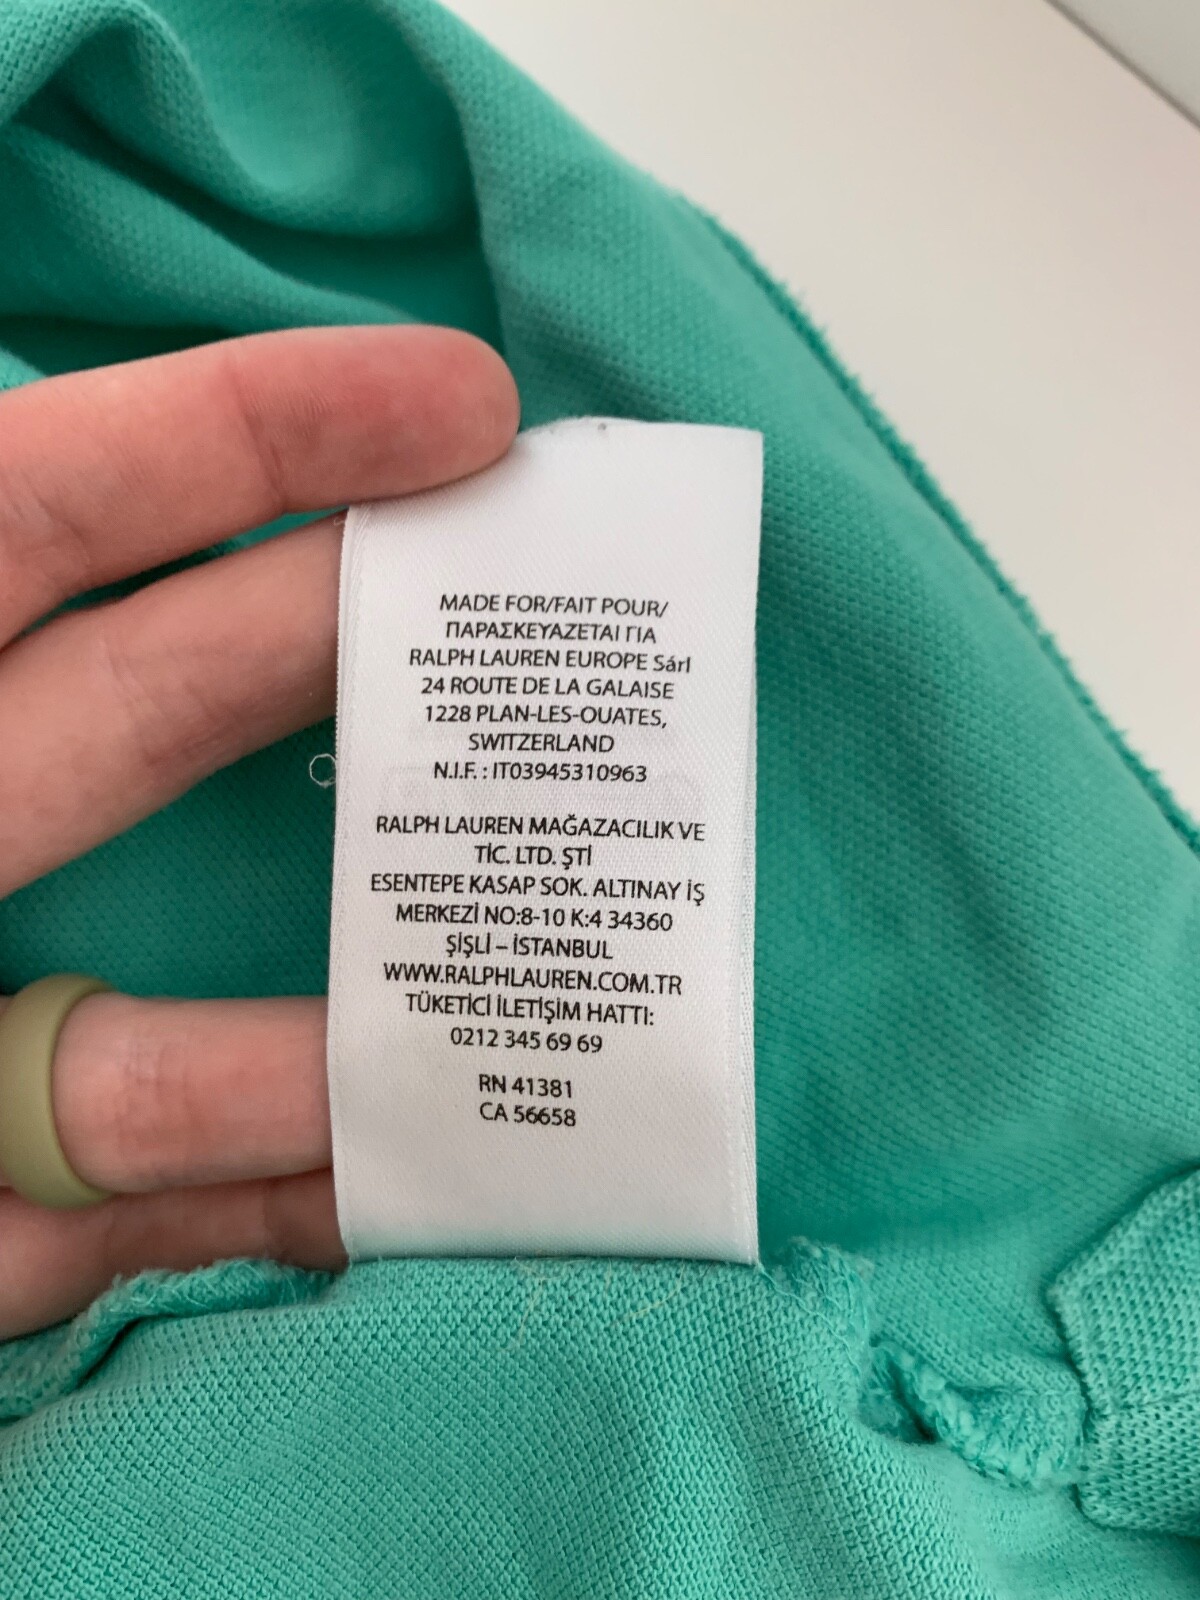 MADE FOR/FAIT POUR/
ΠΑΡΑΣΚΕΥΑΖΕΤΑΙ ΓΙΑ
RALPH LAUREN EUROPE Sárl
24 ROUTE DE LA GALAISE
1228 PLAN-LES-OUATES,
SWITZERLAND
N.I.F. : IT03945310963
RALPH LAUREN MAĞAZACILIK VE
TİC. LTD. ŞTİ
ESENTEPE KASAP SOK. ALTINAY İŞ
MERKEZİ NO:8-10 K:4 34360
ŞİŞLİ – İSTANBUL
WWW.RALPHLAUREN.COM.TR
TÜKETİCİ İLETİŞİM HATTI:
0212 345 69 69
RN 41381
CA 56658